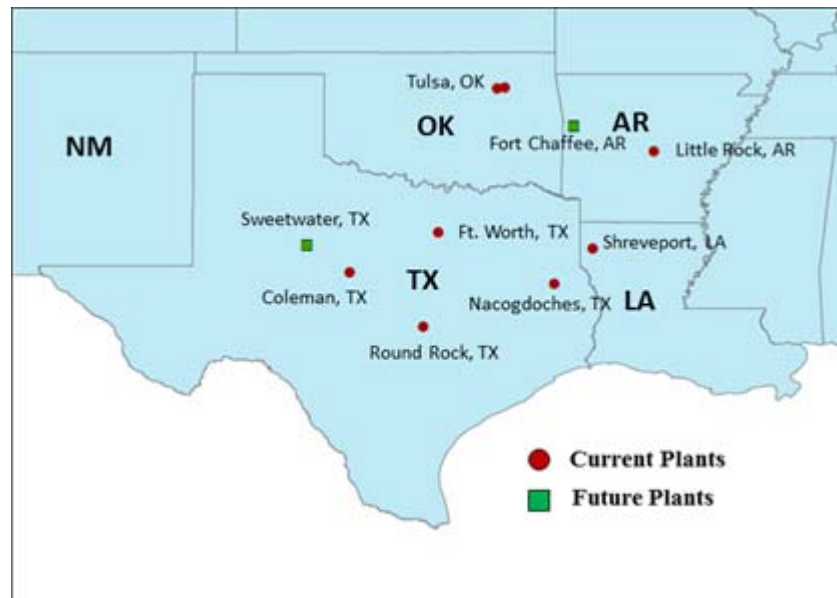 Tulsa, OK
OK
AR
NM
Fort Chaffee, AR
Little Rock, AR
Sweetwater, TX
Ft. Worth, TX
Shreveport, LA
TX
Coleman, TX
Nacogdoches, TX
LA
Round Rock, TX
Current Plants
Future Plants